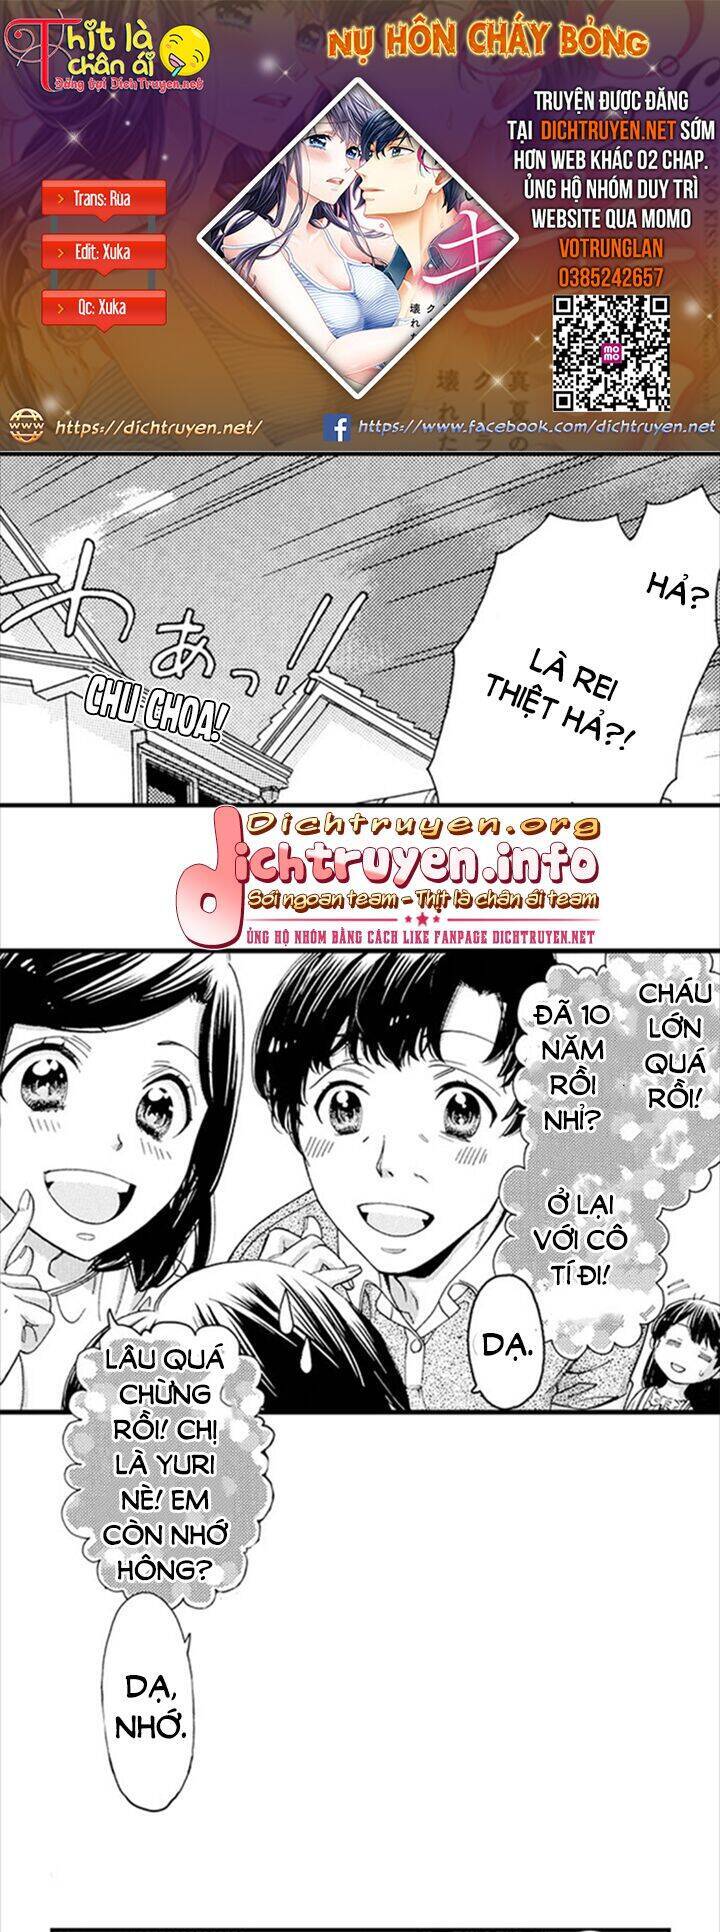 Thịt là
chân ái
Đăng tại DichTruyen.net
NỤ HÔN CHÁY BỎNG
TRUYỆN ĐƯỢC ĐĂNG
TẠI DICHTRUYEN.NET SỚM
HƠN WEB KHÁC 02 CHAP.
ỦNG HỘ NHÓM DUY TRÌ
WEBSITE QUA MOMO
VOTRUNGLAN
0385242657
Trans: Rùa
Edit: Xuka
Qc: Xuka
mo
mo
WWW https://dichtruyen.net/
https://www.facebook.com/dichtruyen.net
HẢ?
LÀ REI
THIỆT HẢ?!
わあっ!!
CHU CHOA!
Dichtruyen.org
dichtruyen.info
Sói ngoan team - Thịt là chân ái team
ỦNG HỘ NHÓM BẰNG CÁCH LIKE FANPAGE DICHTRUYEN.NET
CHÁU
LỚN
QUÁ
RỒI!
ĐÃ 10
NĂM
RỒI
NHỈ?
Ở LẠI
VỚI CÔ
TÍ ĐI!
DẠ.
LÂU QUÁ
CHỪNG
RỒI! CHỊ
LÀ YURI
NÈ! EM
CÒN NHỚ
HÔNG?
DẠ,
NHỚ.